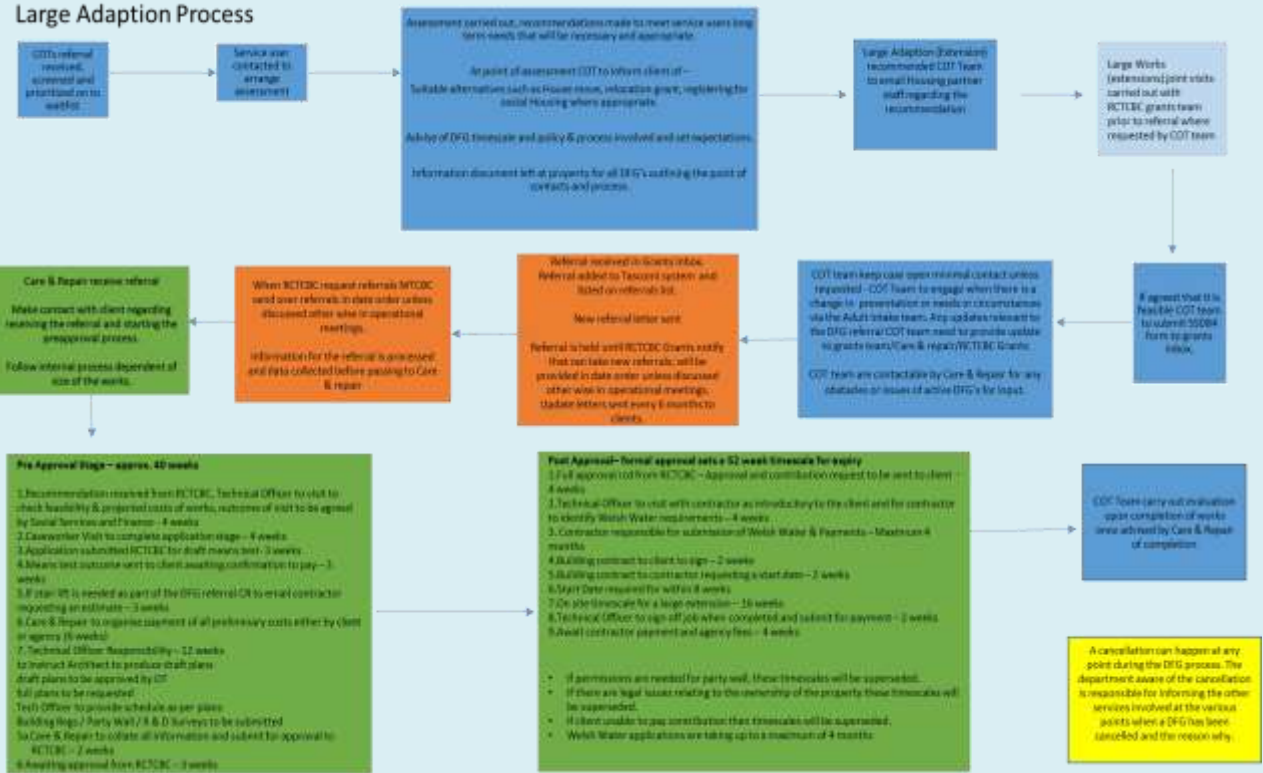 Large Adaption Process
COTs referral
received,
screened and
prioritised on to
waitlist
Service user
contacted to
arrange
assessment
Assessment carried out, recommendations made to meet service users long
term needs that will be necessary and appropriate.
At point of assessment COT to inform client of –
Suitable alternatives such as House move, relocation grant, registering for
social Housing where appropriate.
Advise of DFG timescale and policy & process involved and set expectations.
Information document left at property for all DFG's outlining the point of
contacts and process.
Large Adaption (Extension)
recommended COT Team
to email Housing partner
staff regarding the
recommendation
Large Works
(extensions) joint visits
carried out with
RCTCBC grants team
prior to referral where
requested by COT team
If agreed that it is
feasible COT team
to submit
form to grants
inbox.
COT team keep case open minimal contact unless
requested - COT Team to engage when there is a
change in presentation or needs in circumstances
via the Adult Intake team. Any updates relevant to
the DFG referral COT team need to provide update
to grants team/Care & repair/RCTCBC Grants
COT team are contactable by Care & Repair for any
obstacles or issues of active DFG's for input.
Referral received in Grants inbox.
Referral added to Tascomi system and
listed on referrals list.
New referral letter sent
Referral is held until RCTCBC Grants notify
that can take new referrals, will be
provided in date order unless discussed
other wise in operational meetings.
Update letters sent every 6 months to
clients.
When RCTCBC request referrals MTCBC
send over referrals in date order unless
discussed other wise in operational
meetings.
Information for the referral is processed
and data collected before passing to Care
& repair
Care & Repair receive referral
Make contact with client regarding
receiving the referral and starting the
preapproval process.
Follow internal process dependent of
size of the works.
Pre Approval Stage – approx. 40 weeks
1.Recommendation received from RCTCBC, Technical Officer to visit to
check feasibility & projected costs of works, outcome of visit to be agreed
by Social Services and Finance - 4 weeks
2.Caseworker Visit to complete application stage – 4 weeks
3.Application submitted RCTCBC for draft means test- 3 weeks
4.Means test outcome sent to client awaiting confirmation to pay – 3
weeks
5.If stair lift is needed as part of the DFG referral CR to email contractor
requesting an estimate – 3 weeks
6.Care & Repair to organise payment of all preliminary costs either by client
or agency (6 weeks)
7. Technical Officer Responsibility – 12 weeks
to Instruct Architect to produce draft plans
draft plans to be approved by OT
full plans to be requested
Tech Officer to provide schedule as per plans
Building Regs / Party Wall / R & D Surveys to be submitted
Care & Repair to collate all information and submit for approval to
RCTCBC – 2 weeks
Awaiting approval from RCTCBC – 3 weeks
Post Approval– formal approval sets a 52 week timescale for expiry
1.Full approval rcd from RCTCBC – Approval and contribution request to be sent to client -
4 weeks
2.Technical Officer to visit with contractor as introductory to the client and for contractor
to identify Welsh Water requirements – 4 weeks
3. Contractor responsible for submission of Welsh Water & Payments – Maximum 4
months
4.Building contract to client to sign – 2 weeks
5.Building contract to contractor requesting a start date – 2 weeks
6.Start Date required for within 8 weeks
7.On site timescale for a large extension – 16 weeks
8.Technical Officer to sign off job when completed and submit for payment – 2 weeks
9.Await contractor payment and agency fees – 4 weeks
• If permissions are needed for party wall, these timescales will be superseded.
• If there are legal issues relating to the ownership of the property these timescales will
be superseded.
• If client unable to pay contribution then timescales will be superseded.
• Welsh Water applications are taking up to a maximum of 4 months
COT Team carry out evaluation
upon completion of works
once advised by Care & Repair
of completion
A cancellation can happen at any
point during the DFG process. The
department aware of the cancellation
is responsible for informing the other
services involved at the various
points when a DFG has been
cancelled and the reason why.